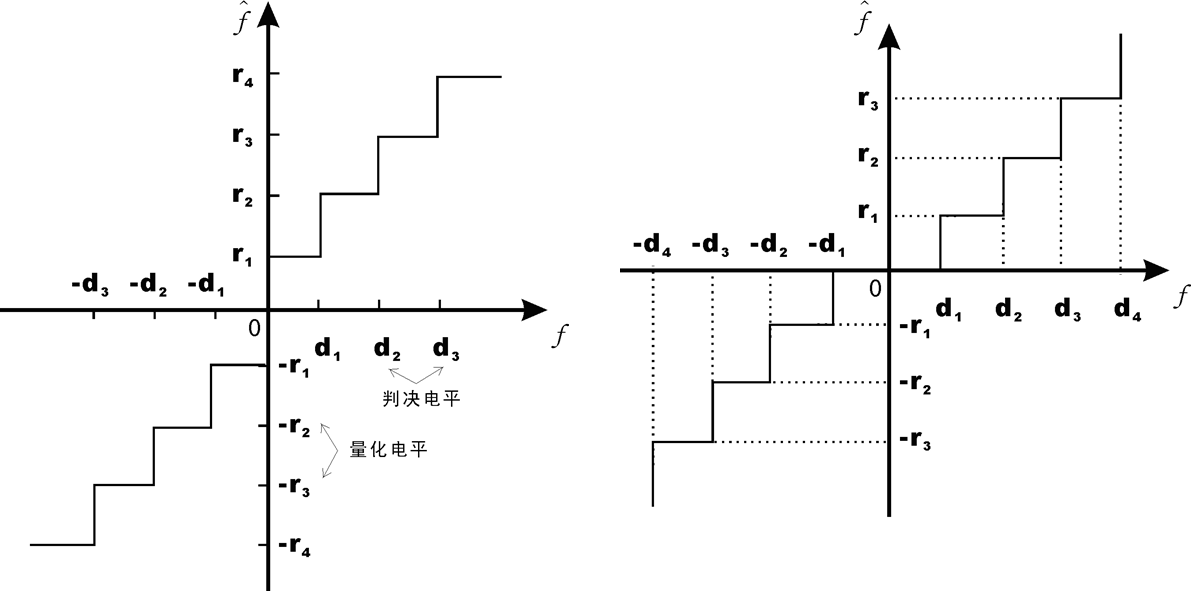 f̂
r₄
r₃
r₂
r₁
-d₃ -d₂ -d₁
0
f
d₁ d₂ d₃
判决电平
-r₁
-r₂
量化电平
-r₃
-r₄
f̂
r₃
r₂
r₁
-d₄ -d₃ -d₂ -d₁
0
f
d₁ d₂ d₃ d₄
-r₁
-r₂
-r₃